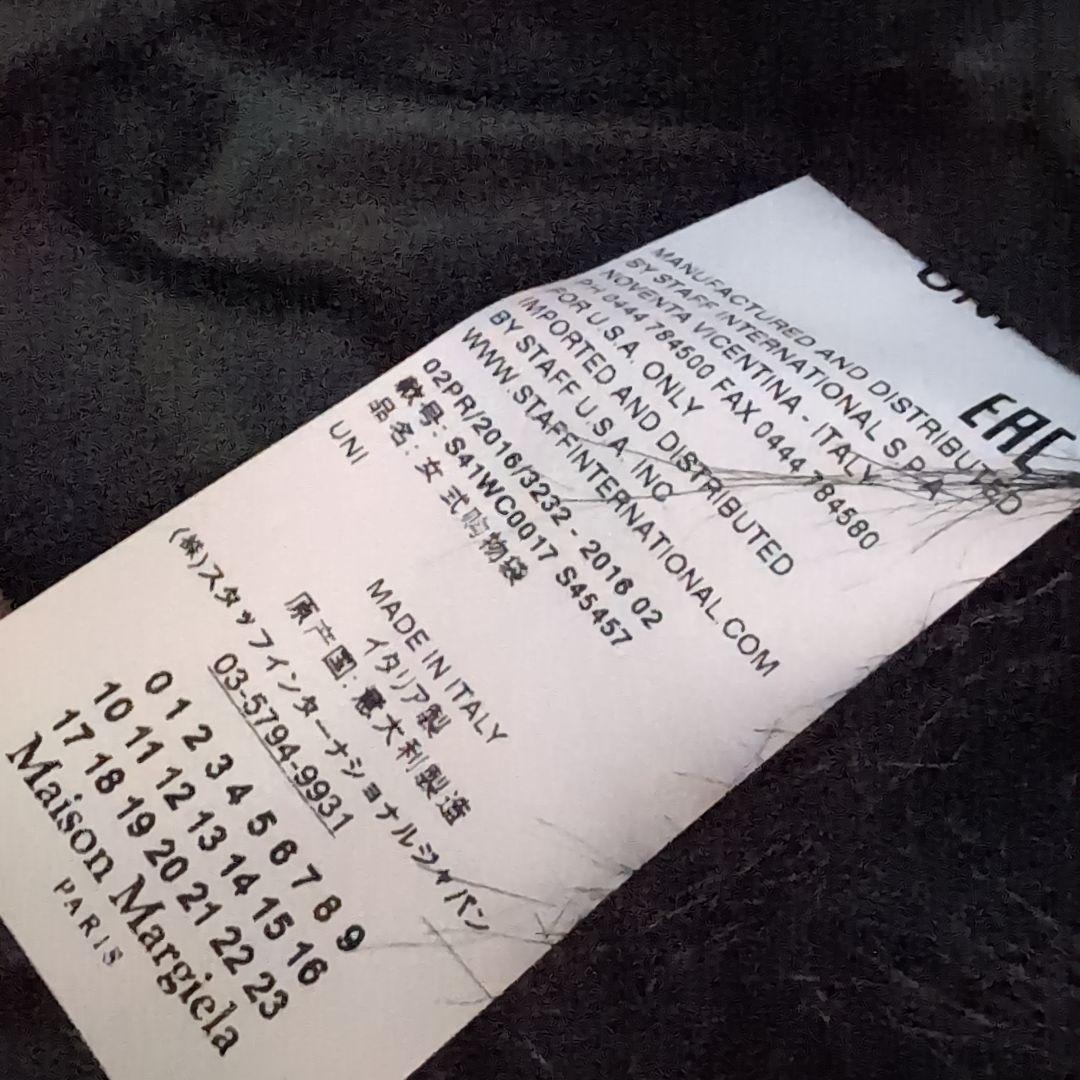 EAC
MANUFACTURED AND DISTRIBUTED
BY STAFF INTERNATIONAL S.P.A.
NOVENTA VICENTINA - ITALY
PH 0444 784500 FAX 0444 784580
FOR U.S.A. ONLY
IMPORTED AND DISTRIBUTED
BY STAFF U.S.A. INC
WWW.STAFFINTERNATIONAL.COM
02PR/2016/3232 - 2016 02
款号: S41WC0017 S45457
品名: 女 式购物袋
UNI
MADE IN ITALY
イタリア製
原产国: 意大利製造
(株)スタッフインターナショナルジャパン
03-5794-9931
0 1 2 3 4 5 6 7 8 9
10 11 12 13 14 15 16
17 18 19 20 21 22 23
Maison Margiela
PARIS